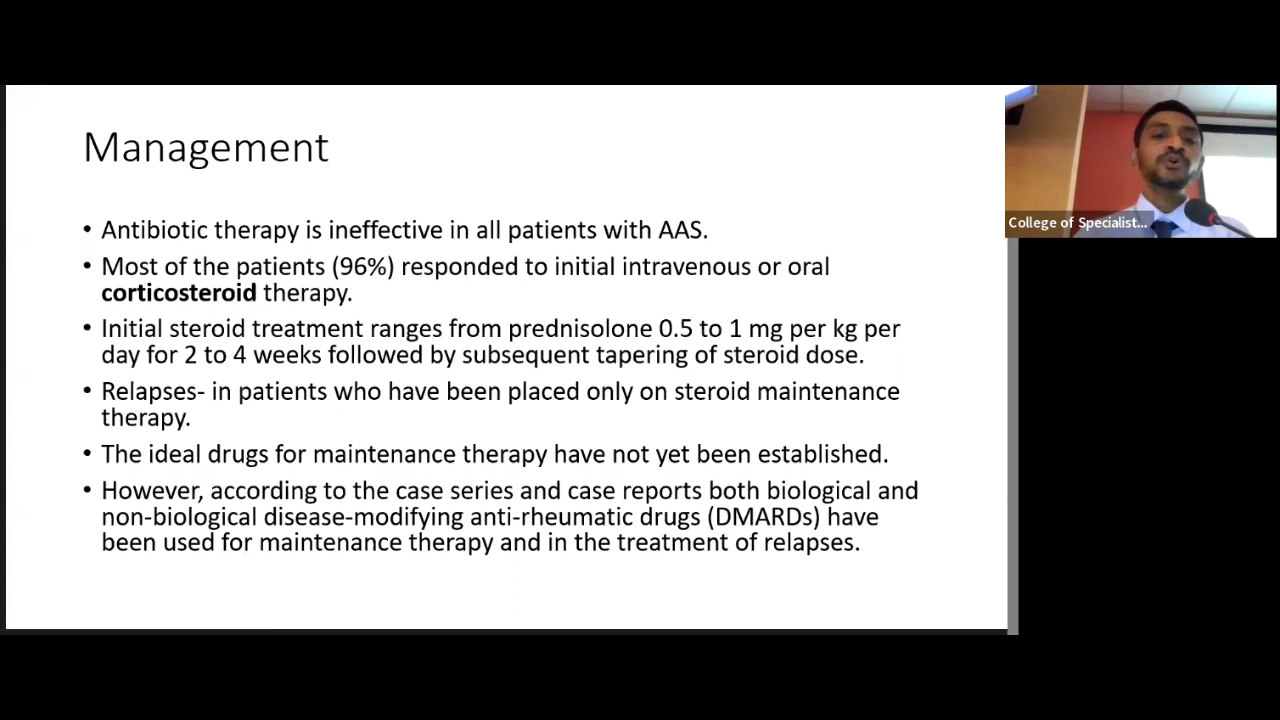 Management
• Antibiotic therapy is ineffective in all patients with AAS.
• Most of the patients (96%) responded to initial intravenous or oral
corticosteroid therapy.
• Initial steroid treatment ranges from prednisolone 0.5 to 1 mg per kg per
day for 2 to 4 weeks followed by subsequent tapering of steroid dose.
• Relapses- in patients who have been placed only on steroid maintenance
therapy.
• The ideal drugs for maintenance therapy have not yet been established.
• However, according to the case series and case reports both biological and
non-biological disease-modifying anti-rheumatic drugs (DMARDs) have
been used for maintenance therapy and in the treatment of relapses.
College of Specialist...